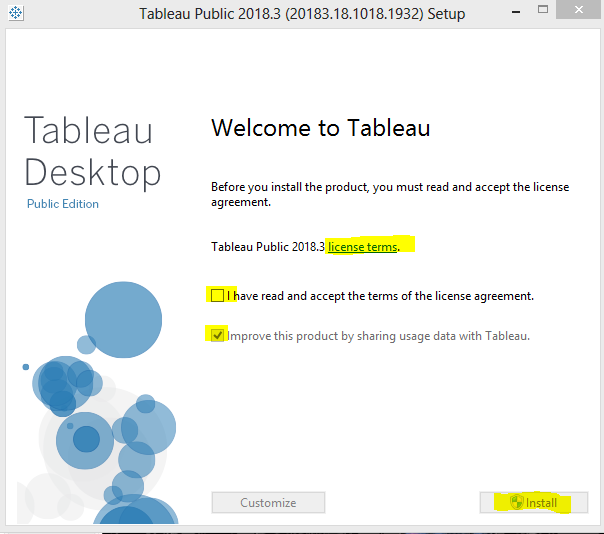 Tableau Public 2018.3 (20183.18.1018.1932) Setup
Tableau
Desktop
Public Edition
Welcome to Tableau
Before you install the product, you must read and accept the license
agreement.
Tableau Public 2018.3 license terms.
I have read and accept the terms of the license agreement.
Improve this product by sharing usage data with Tableau.
Customize
Install